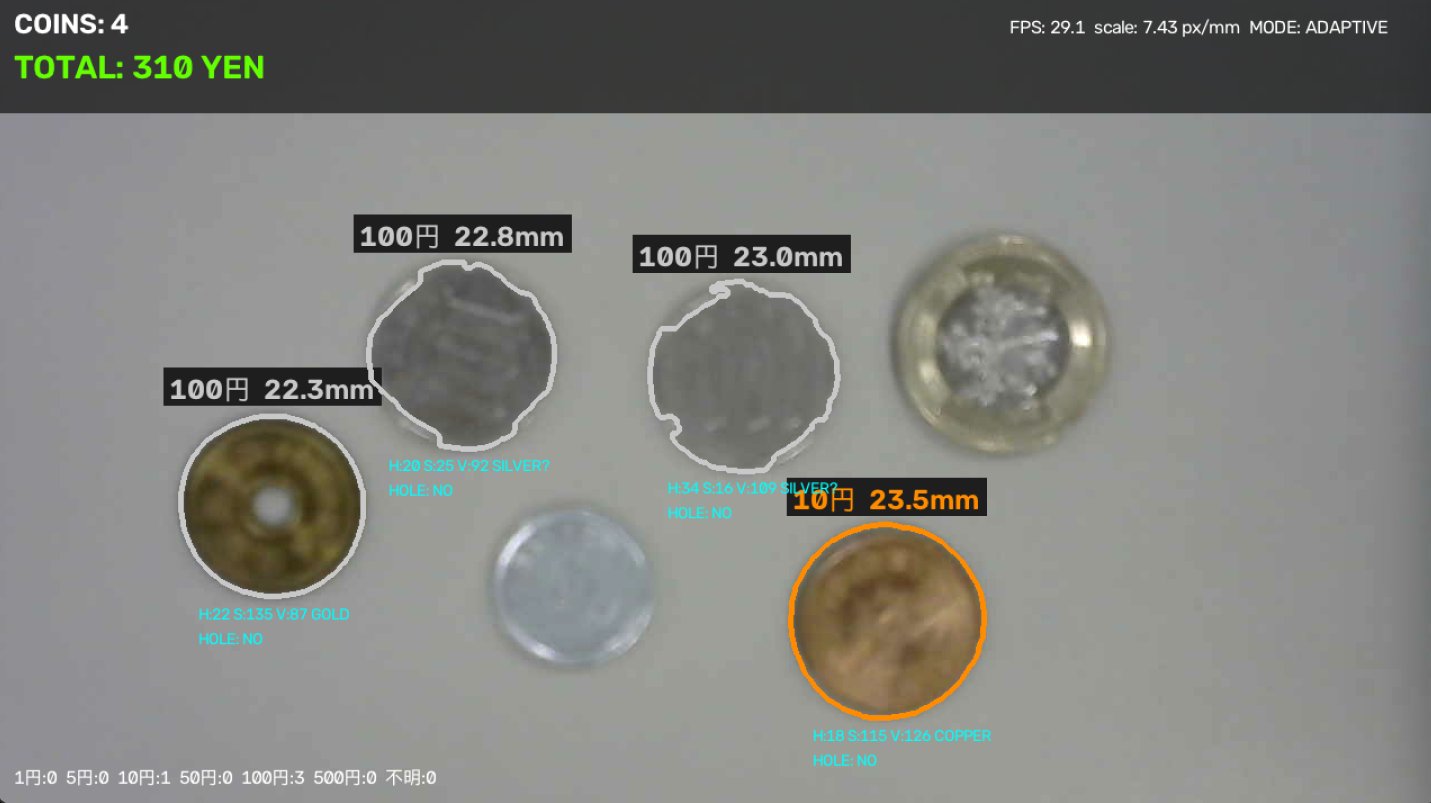 COINS: 4
FPS: 29.1 scale: 7.43 px/mm MODE: ADAPTIVE
TOTAL: 310 YEN
100円 22.8mm
100円 23.0mm
100円 22.3mm
H:20 S:25 V:92 SILVER?
HOLE: NO
H:34 S:16 V:109 SILVER?
HOLE: NO
10円 23.5mm
H:22 S:135 V:87 GOLD
HOLE: NO
H:18 S:115 V:126 COPPER
HOLE: NO
1円:0 5円:0 10円:1 50円:0 100円:3 500円:0 不明:0